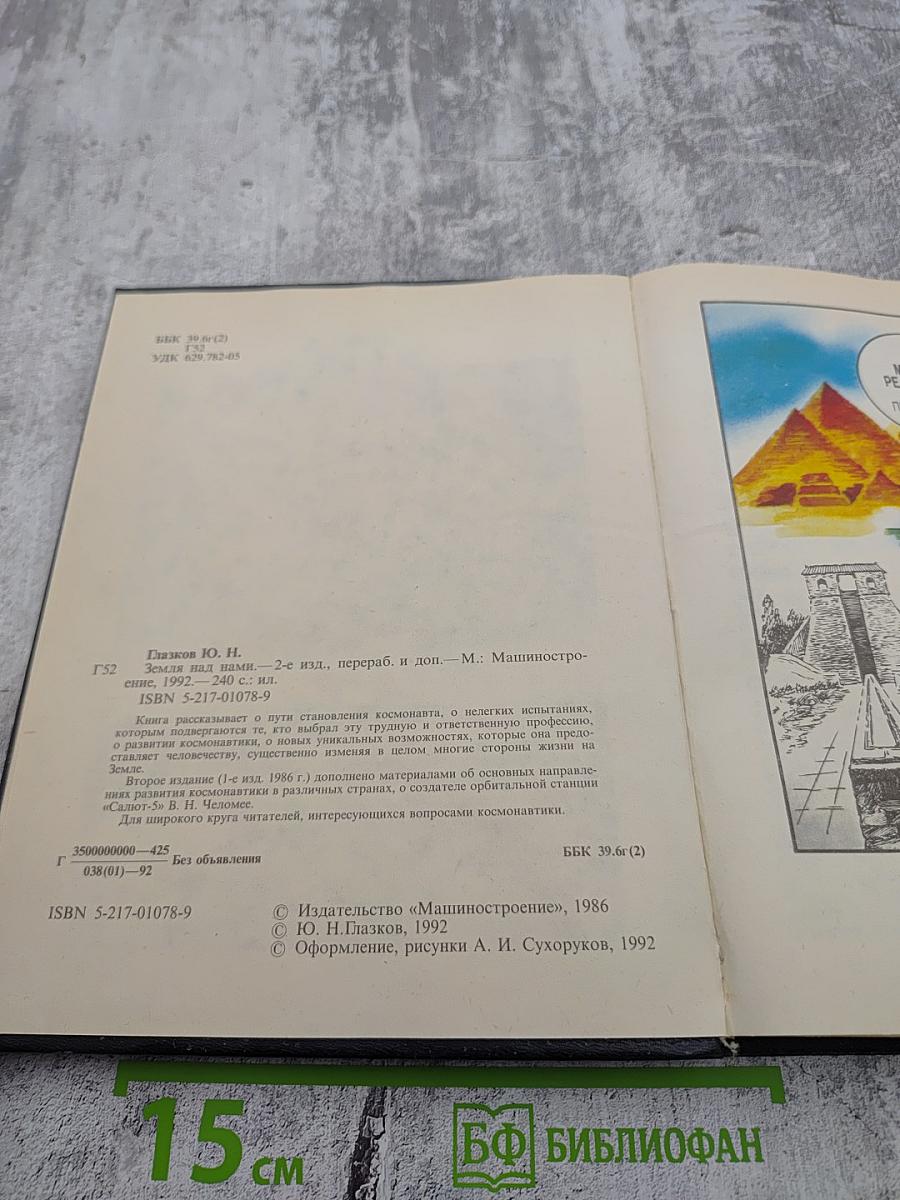 ББК 39.6г(2)
Г52
УДК 629.782-05
Глазков Ю. Н.
Г52 Земля над нами.— 2-е изд., перераб. и доп.— М.: Машиностро-
ение, 1992.— 240 с.: ил.
ISBN 5-217-01078-9
Книга рассказывает о пути становления космонавта, о нелегких испытаниях,
которым подвергаются те, кто выбрал эту трудную и ответственную профессию,
о развитии космонавтики, о новых уникальных возможностях, которые она предо-
ставляет человечеству, существенно изменяя в целом многие стороны жизни на
Земле.
Второе издание (1-е изд. 1986 г.) дополнено материалами об основных направле-
ниях развития космонавтики в различных странах, о создателе орбитальной станции
«Салют-5» В. Н. Челомее.
Для широкого круга читателей, интересующихся вопросами космонавтики.
Г 3500000000—425
038(01)—92 Без объявления
ББК 39.6г(2)
ISBN 5-217-01078-9
© Издательство «Машиностроение», 1986
© Ю. Н.Глазков, 1992
© Оформление, рисунки А. И. Сухоруков, 1992
15 см
БФ БИБЛИОФАН